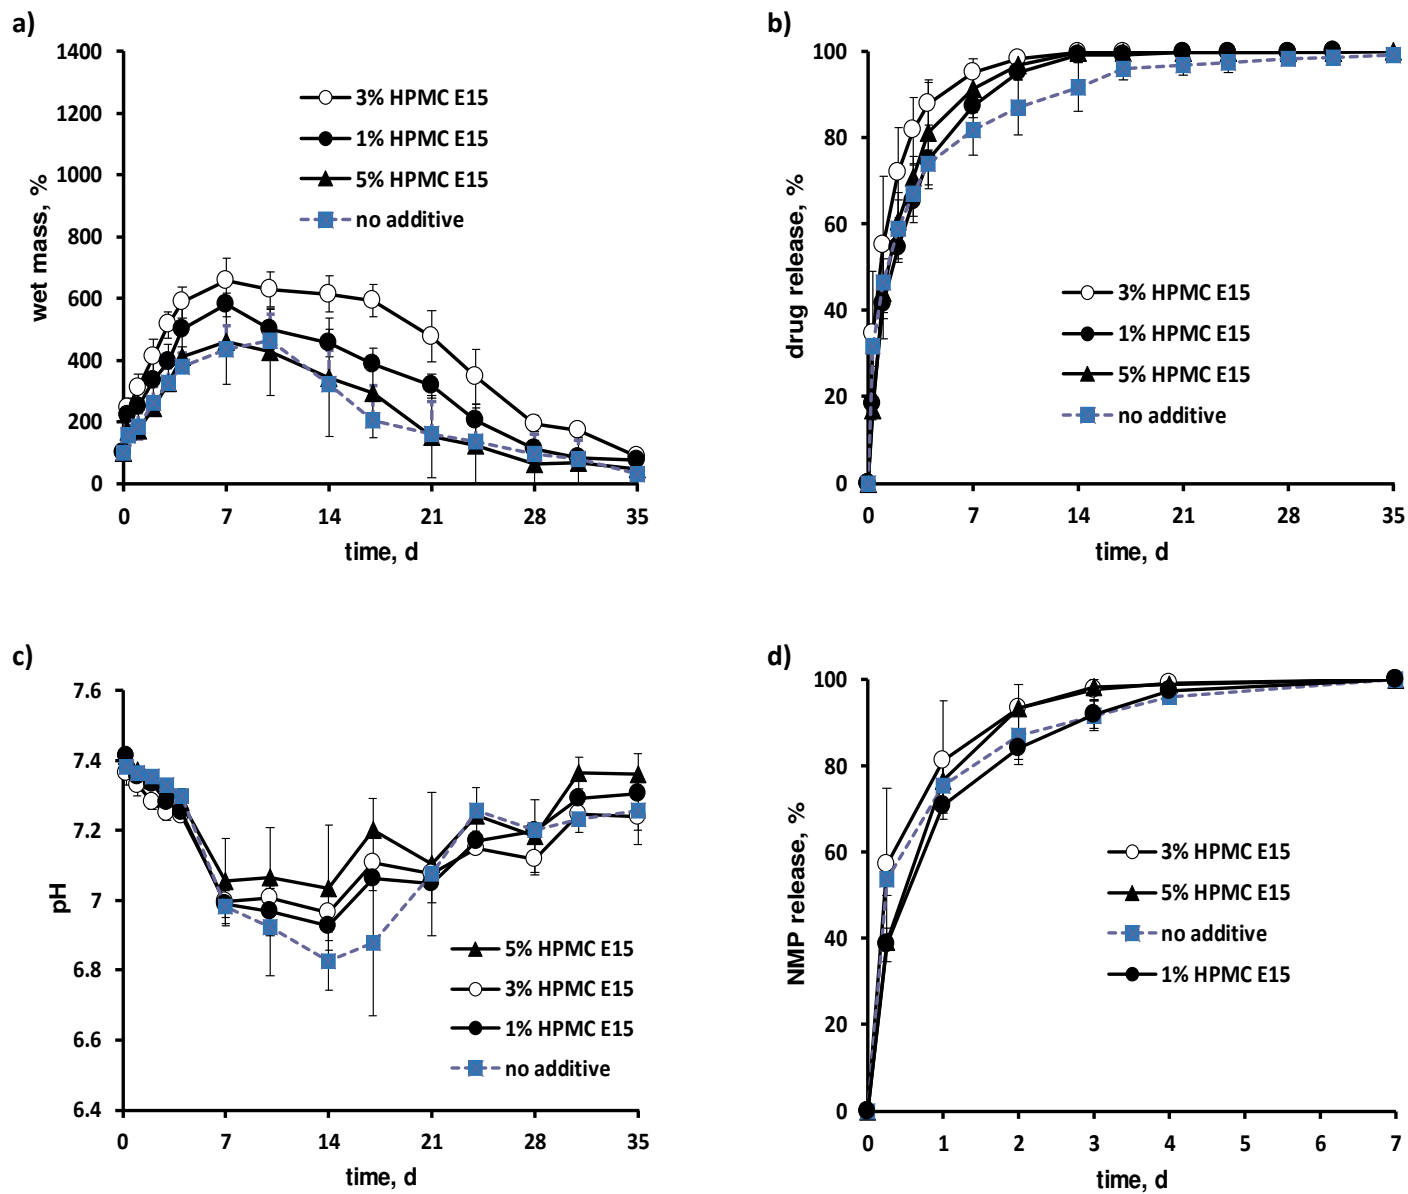 a)
wet mass, %
1400
1200
1000
800
600
400
200
0
3% HPMC E15
1% HPMC E15
5% HPMC E15
no additive
0 7 14 21 28 35
time, d
b)
drug release, %
100
80
60
40
20
0
3% HPMC E15
1% HPMC E15
5% HPMC E15
no additive
0 7 14 21 28 35
time, d
c)
pH
7.6
7.4
7.2
7
6.8
6.6
6.4
5% HPMC E15
3% HPMC E15
1% HPMC E15
no additive
0 7 14 21 28 35
time, d
d)
NMP release, %
100
80
60
40
20
0
3% HPMC E15
5% HPMC E15
no additive
1% HPMC E15
0 1 2 3 4 5 6 7
time, d